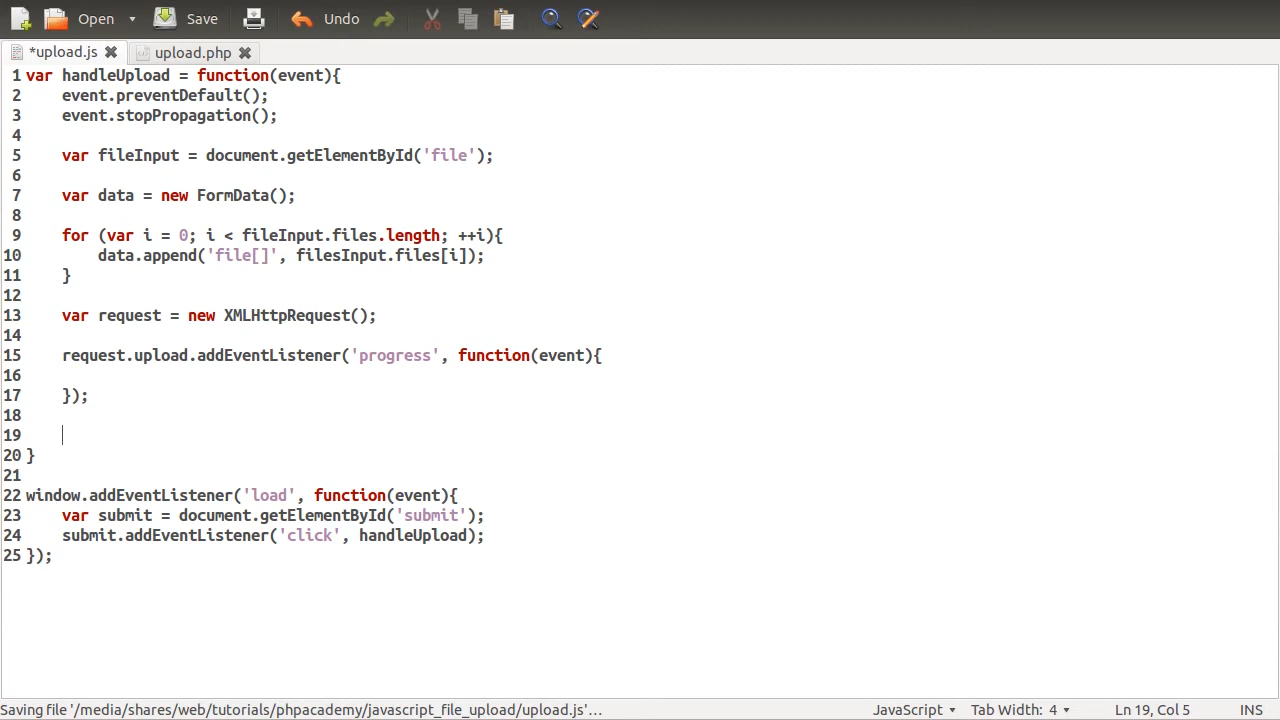 Open Save Undo
*upload.js upload.php
1 var handleUpload = function(event){
2 event.preventDefault();
3 event.stopPropagation();
4
5 var fileInput = document.getElementById('file');
6
7 var data = new FormData();
8
9 for (var i = 0; i < fileInput.files.length; ++i){
10 data.append('file[]', filesInput.files[i]);
11 }
12
13 var request = new XMLHttpRequest();
14
15 request.upload.addEventListener('progress', function(event){
16
17 });
18
19
20 }
21
22 window.addEventListener('load', function(event){
23 var submit = document.getElementById('submit');
24 submit.addEventListener('click', handleUpload);
25 });
Saving file '/media/shares/web/tutorials/phpacademy/javascript_file_upload/upload.js'… JavaScript Tab Width: 4 Ln 19, Col 5 INS